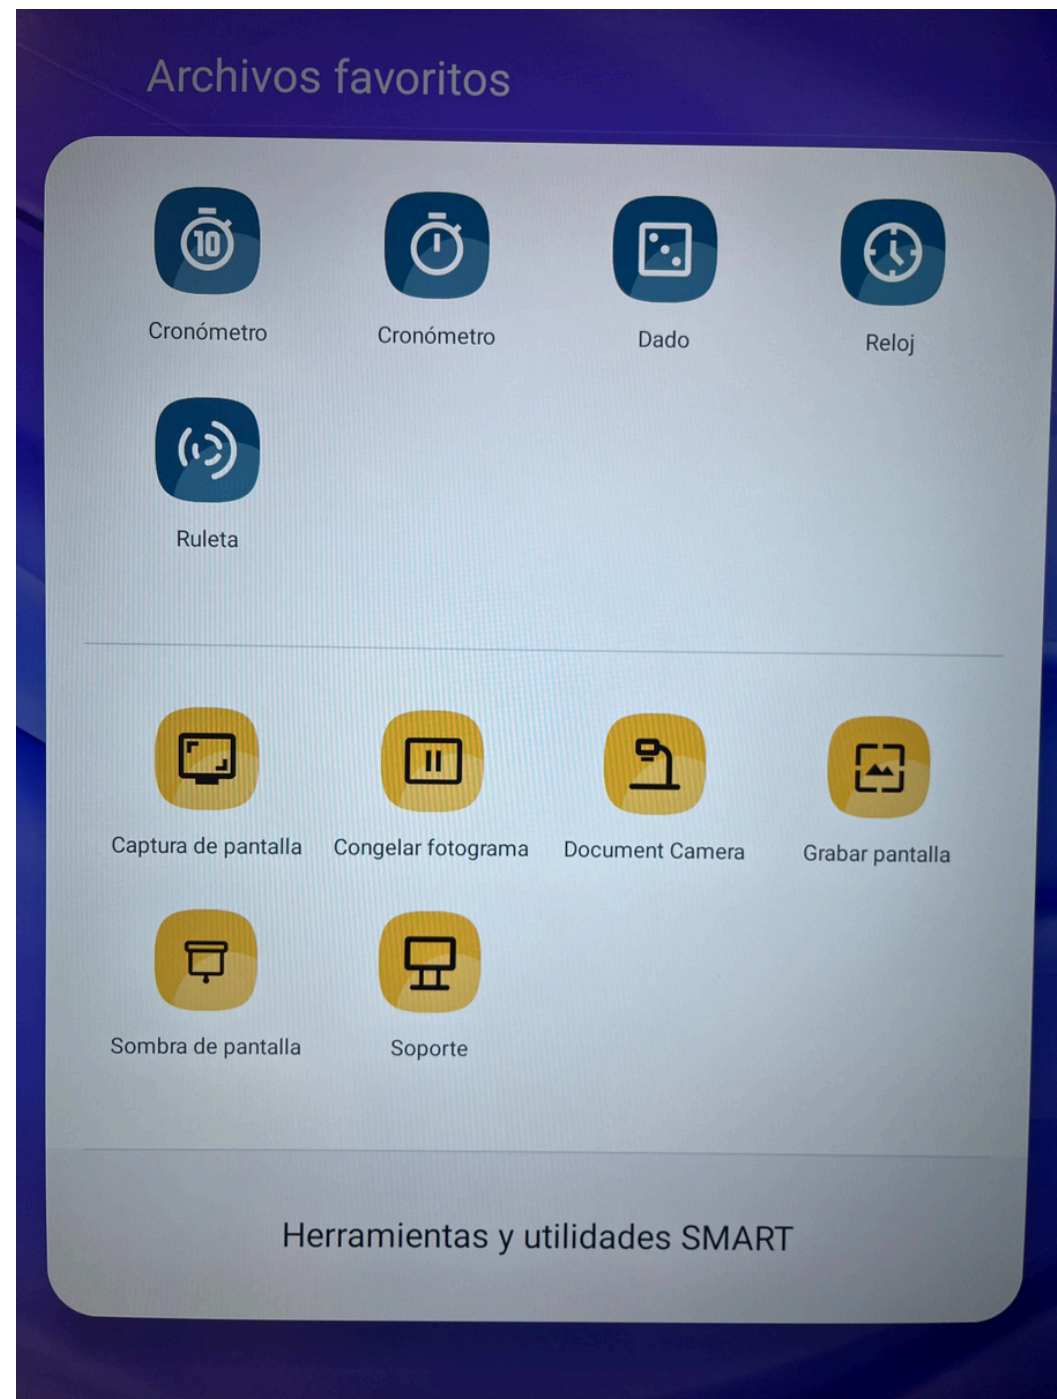 Archivos favoritos
10
Cronómetro
Cronómetro
Dado
Reloj
Ruleta
Captura de pantalla
Congelar fotograma
Document Camera
Grabar pantalla
Sombra de pantalla
Soporte
Herramientas y utilidades SMART